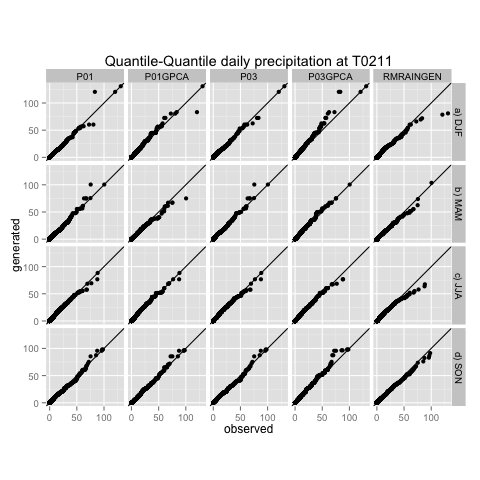 Quantile-Quantile daily precipitation at T0211
P01 P01GPCA P03 P03GPCA RMRAINGEN
100
50
0
a) DJF
100
50
0
b) MAM
100
50
0
c) JJA
100
50
0
d) SON
generated
0 50 100 0 50 100 0 50 100 0 50 100 0 50 100
observed